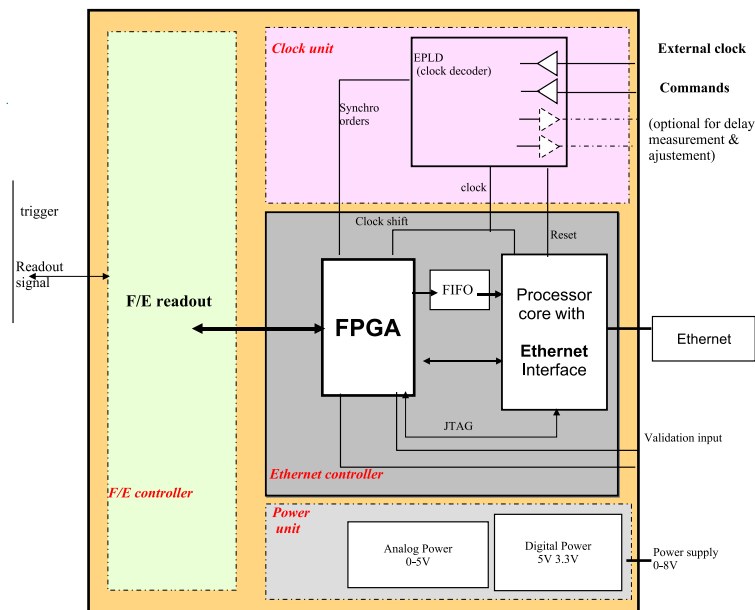 Clock unit
EPLD
(clock decoder)
External clock
Commands
(optional for delay
measurement &
ajustement)
Synchro
orders
clock
trigger
Clock shift
Reset
Readout
signal
F/E readout
FPGA
FIFO
Processor
core with
Ethernet
Interface
Ethernet
JTAG
Validation input
Ethernet controller
F/E controller
Power
unit
Analog Power
0-5V
Digital Power
5V 3.3V
Power supply
0-8V